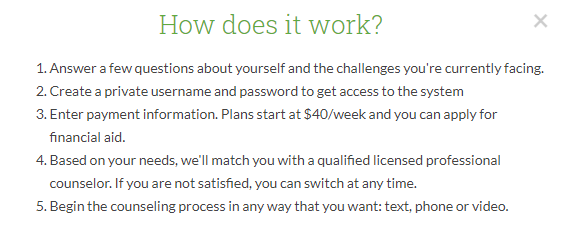 How does it work?
1. Answer a few questions about yourself and the challenges you're currently facing.
2. Create a private username and password to get access to the system
3. Enter payment information. Plans start at $40/week and you can apply for
financial aid.
4. Based on your needs, we'll match you with a qualified licensed professional
counselor. If you are not satisfied, you can switch at any time.
5. Begin the counseling process in any way that you want: text, phone or video.